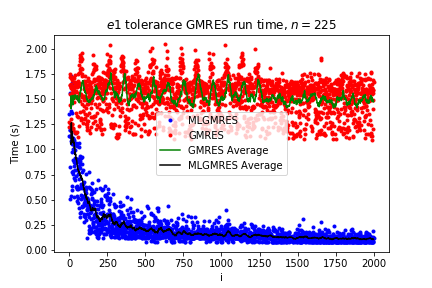 e1 tolerance GMRES run time, n = 225
Time (s)
2.00
1.75
1.50
1.25
1.00
0.75
0.50
0.25
0.00
MLGMRES
GMRES
GMRES Average
MLGMRES Average
0 250 500 750 1000 1250 1500 1750 2000
i